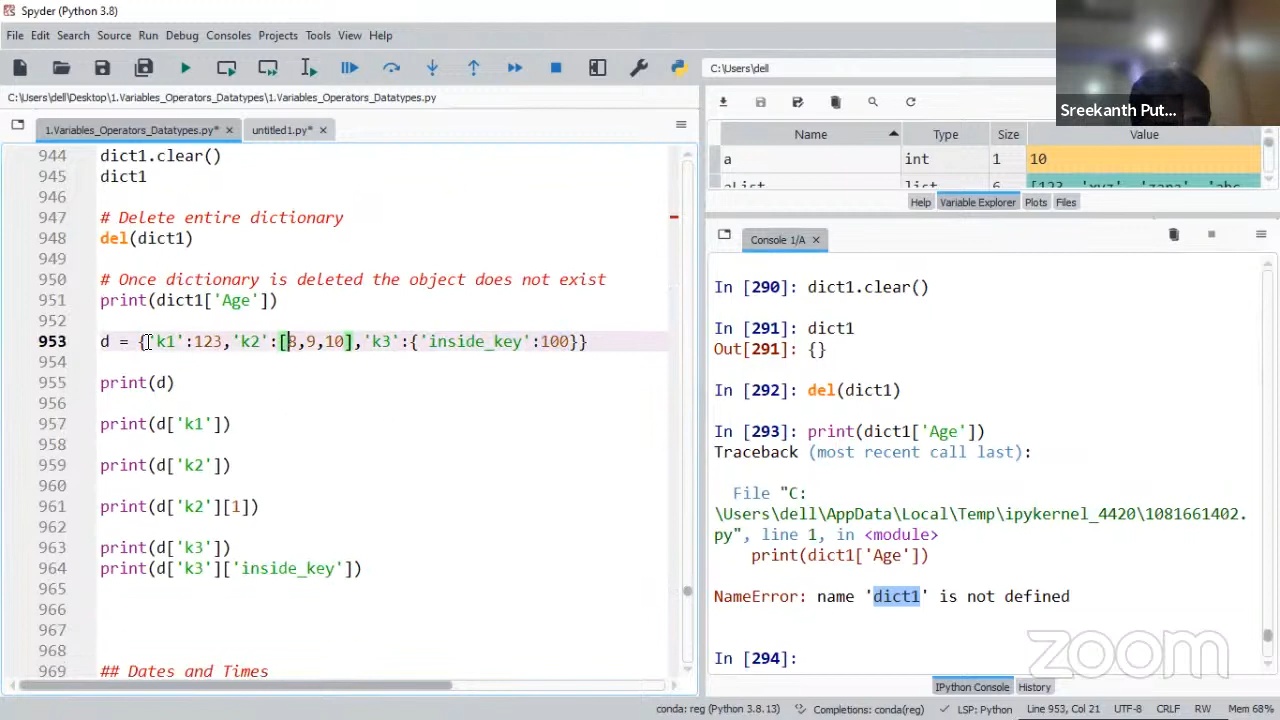 Spyder (Python 3.8)
File Edit Search Source Run Debug Consoles Projects Tools View Help
C:\Users\dell
C:\Users\dell\Desktop\1.Variables_Operators_Datatypes\1.Variables_Operators_Datatypes.py
Sreekanth Put...
1.Variables_Operators_Datatypes.py* untitled1.py*
Name Type Size Value
a int 1 10
aList list 6 [123, 'xyz', 'zara', 'abc
Help Variable Explorer Plots Files
Console 1/A
944 dict1.clear()
945 dict1
946
947 # Delete entire dictionary
948 del(dict1)
949
950 # Once dictionary is deleted the object does not exist
951 print(dict1['Age'])
952
953 d = {'k1':123,'k2':[8,9,10],'k3':{'inside_key':100}}
954
955 print(d)
956
957 print(d['k1'])
958
959 print(d['k2'])
960
961 print(d['k2'][1])
962
963 print(d['k3'])
964 print(d['k3']['inside_key'])
965
966
967
968
969 ## Dates and Times
In [290]: dict1.clear()
In [291]: dict1
Out[291]: {}
In [292]: del(dict1)
In [293]: print(dict1['Age'])
Traceback (most recent call last):
File "C:
\Users\dell\AppData\Local\Temp\ipykernel_4420\1081661402.
py", line 1, in <module>
print(dict1['Age'])
NameError: name 'dict1' is not defined
In [294]:
zoom
IPython Console History
conda: reg (Python 3.8.13) Completions: conda(reg) LSP: Python Line 953, Col 21 UTF-8 CRLF RW Mem 68%